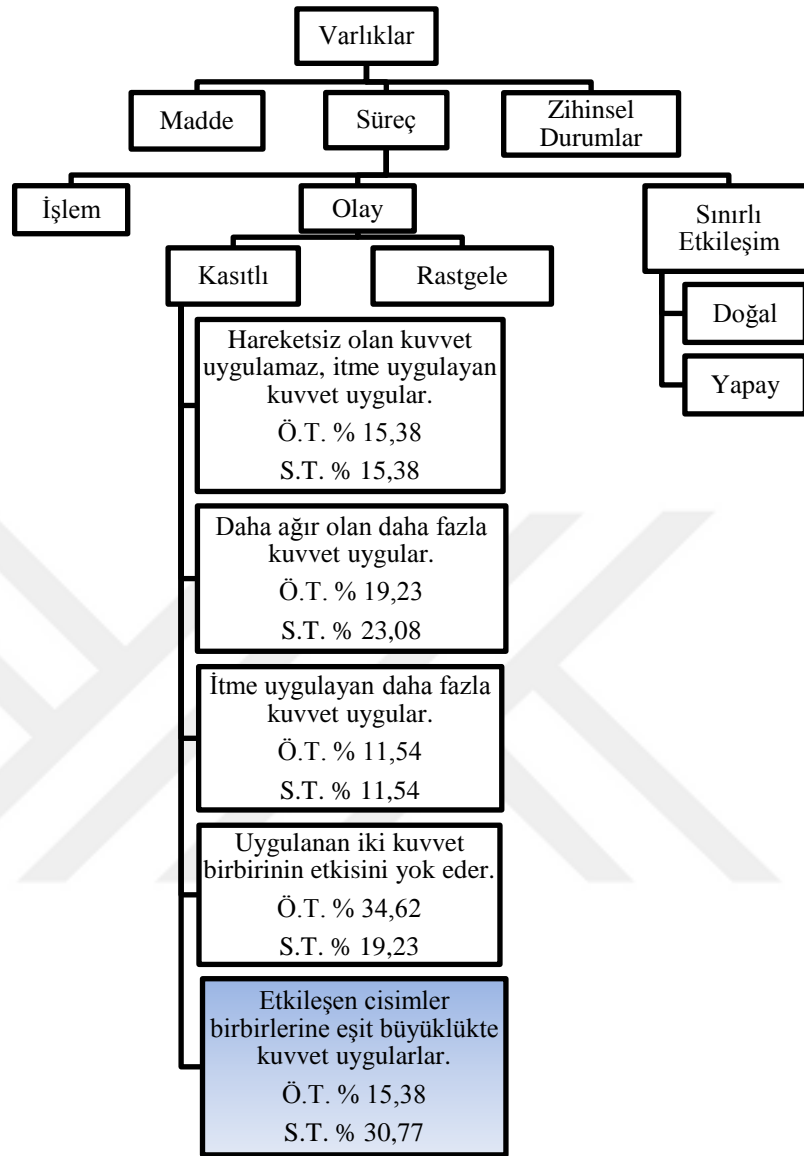 Varlıklar
Madde
Süreç
Zihinsel
Durumlar
İşlem
Olay
Sınırlı
Etkileşim
Kasıtlı
Rastgele
Doğal
Yapay
Hareketsiz olan kuvvet
uygulamaz, itme uygulayan
kuvvet uygular.
Ö.T. % 15,38
S.T. % 15,38
Daha ağır olan daha fazla
kuvvet uygular.
Ö.T. % 19,23
S.T. % 23,08
İtme uygulayan daha fazla
kuvvet uygular.
Ö.T. % 11,54
S.T. % 11,54
Uygulanan iki kuvvet
birbirinin etkisini yok eder.
Ö.T. % 34,62
S.T. % 19,23
Etkileşen cisimler
birbirlerine eşit büyüklükte
kuvvet uygularlar.
Ö.T. % 15,38
S.T. % 30,77